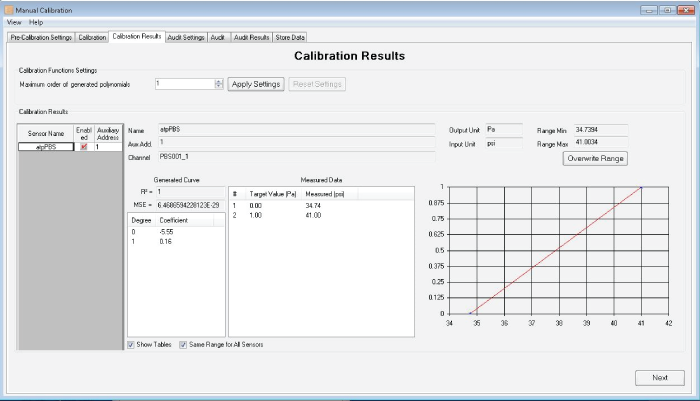 Manual Calibration
View Help
Pre-Calibration Settings Calibration Calibration Results Audit Settings Audit Audit Results Store Data
Calibration Results
Calibration Functions Settings
Maximum order of generated polynomials 1 Apply Settings Reset Settings
Calibration Results
Sensor Name Enabl ed Auxiliary Address
atpPBS 1
Name atpPBS
Aux Add. 1
Channel PBS001_1
Output Unit Pa
Input Unit psi
Range Min 34.7394
Range Max 41.0034
Overwrite Range
Generated Curve
R² = 1
MSE = 6.4686594228123E-29
Degree Coefficient
0 -5.55
1 0.16
Measured Data
# Target Value (Pa) Measured (psi)
1 0.00 34.74
2 1.00 41.00
1
0.875
0.75
0.625
0.5
0.375
0.25
0.125
0
34 35 36 37 38 39 40 41 42
Show Tables Same Range for All Sensors
Next